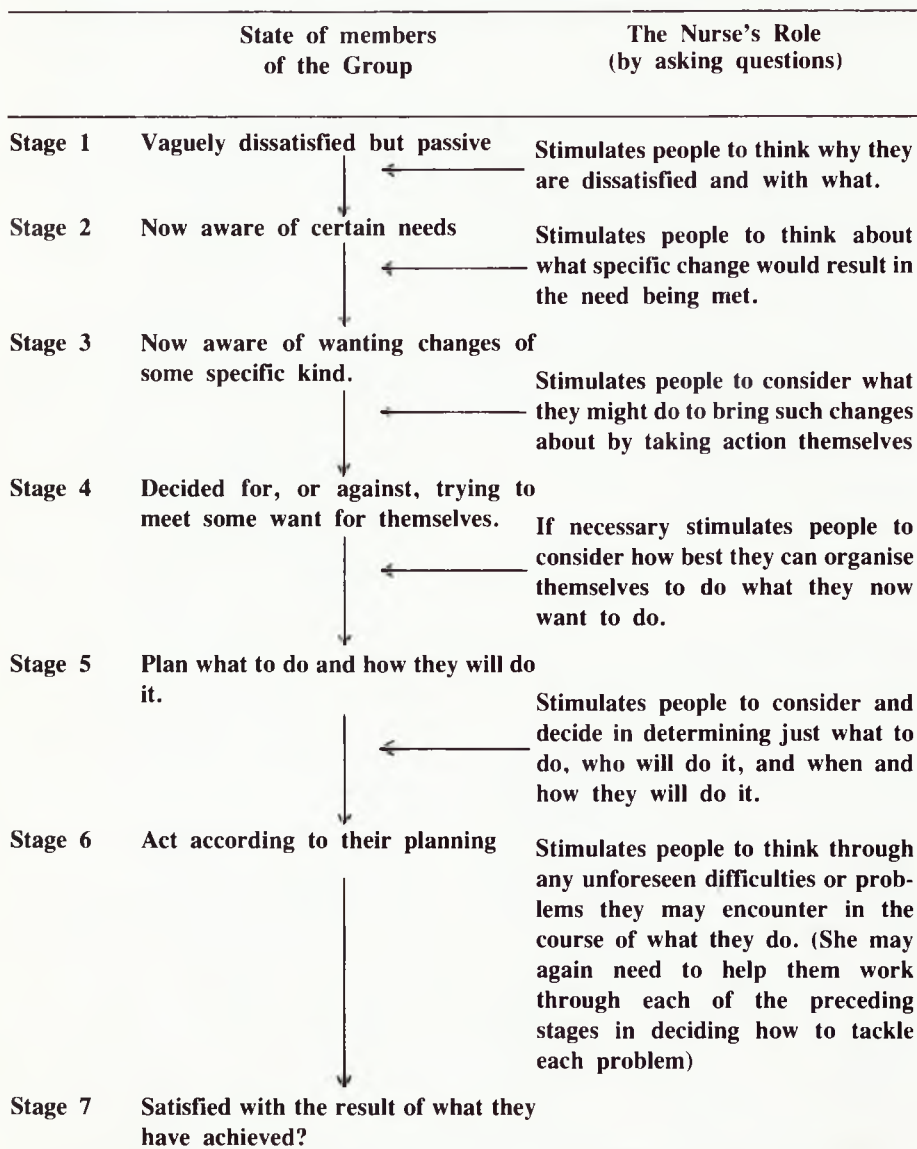 State of members
of the Group
The Nurse's Role
(by asking questions)
Stage 1 Vaguely dissatisfied but passive
Stimulates people to think why they
are dissatisfied and with what.
Stage 2 Now aware of certain needs
Stimulates people to think about
what specific change would result in
the need being met.
Stage 3 Now aware of wanting changes of
some specific kind.
Stimulates people to consider what
they might do to bring such changes
about by taking action themselves
Stage 4 Decided for, or against, trying to
meet some want for themselves.
If necessary stimulates people to
consider how best they can organise
themselves to do what they now
want to do.
Stage 5 Plan what to do and how they will do
it.
Stimulates people to consider and
decide in determining just what to
do, who will do it, and when and
how they will do it.
Stage 6 Act according to their planning
Stimulates people to think through
any unforeseen difficulties or prob-
lems they may encounter in the
course of what they do. (She may
again need to help them work
through each of the preceding
stages in deciding how to tackle
each problem)
Stage 7 Satisfied with the result of what they
have achieved?